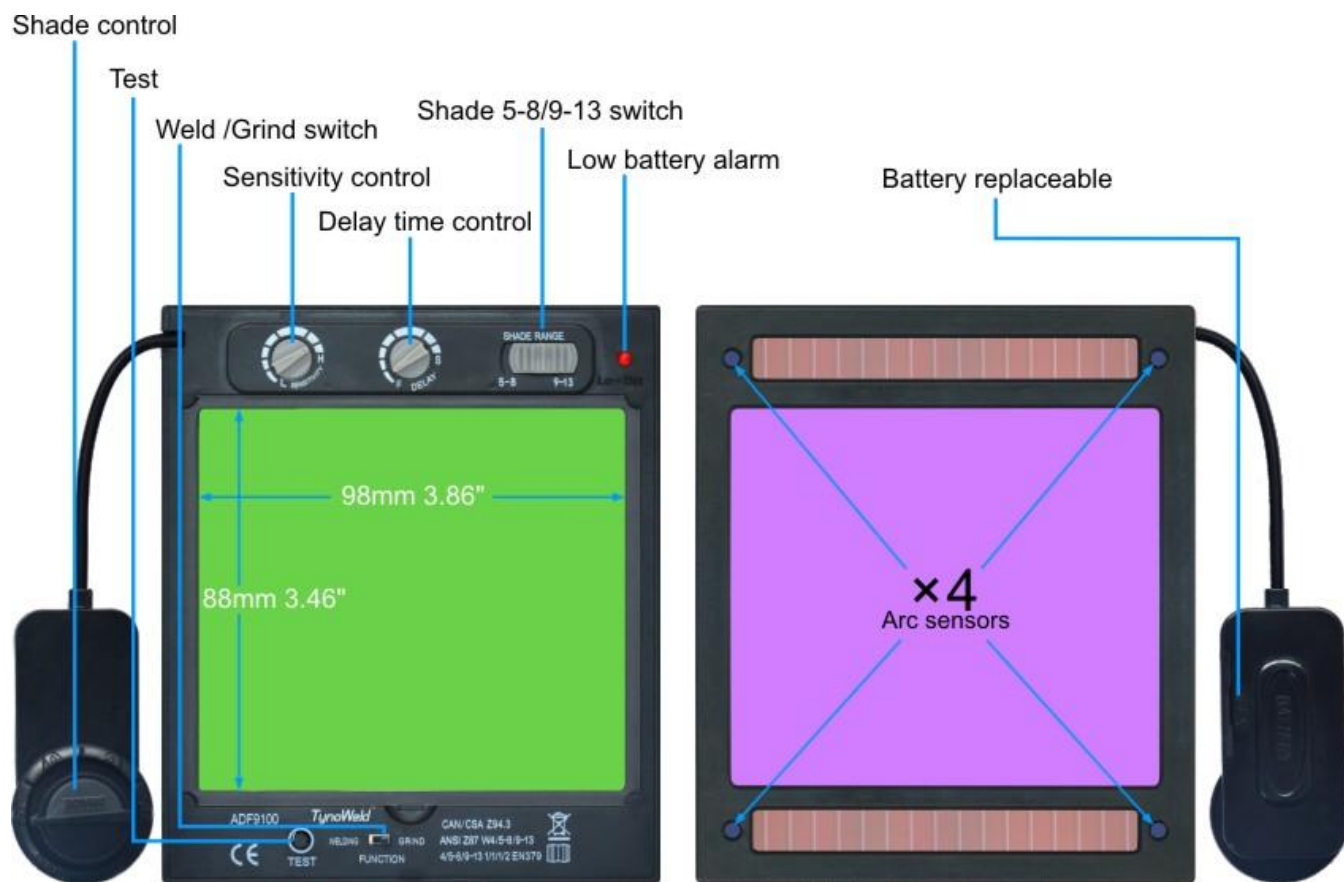 Shade control
Test
Weld /Grind switch
Sensitivity control
Delay time control
Shade 5-8/9-13 switch
Low battery alarm
Battery replaceable
L SENSITIVITY H
F DELAY S
SHADE RANGE
5-8 9-13
98mm 3.86"
88mm 3.46"
×4
Arc sensors
ADF9100
TynoWeld
CE
TEST
WELDING GRIND
FUNCTION
CAN/CSA Z94.3
ANSI Z87 W4/5-8/9-13
4/5-8/9-13 1/1/1/2 EN379